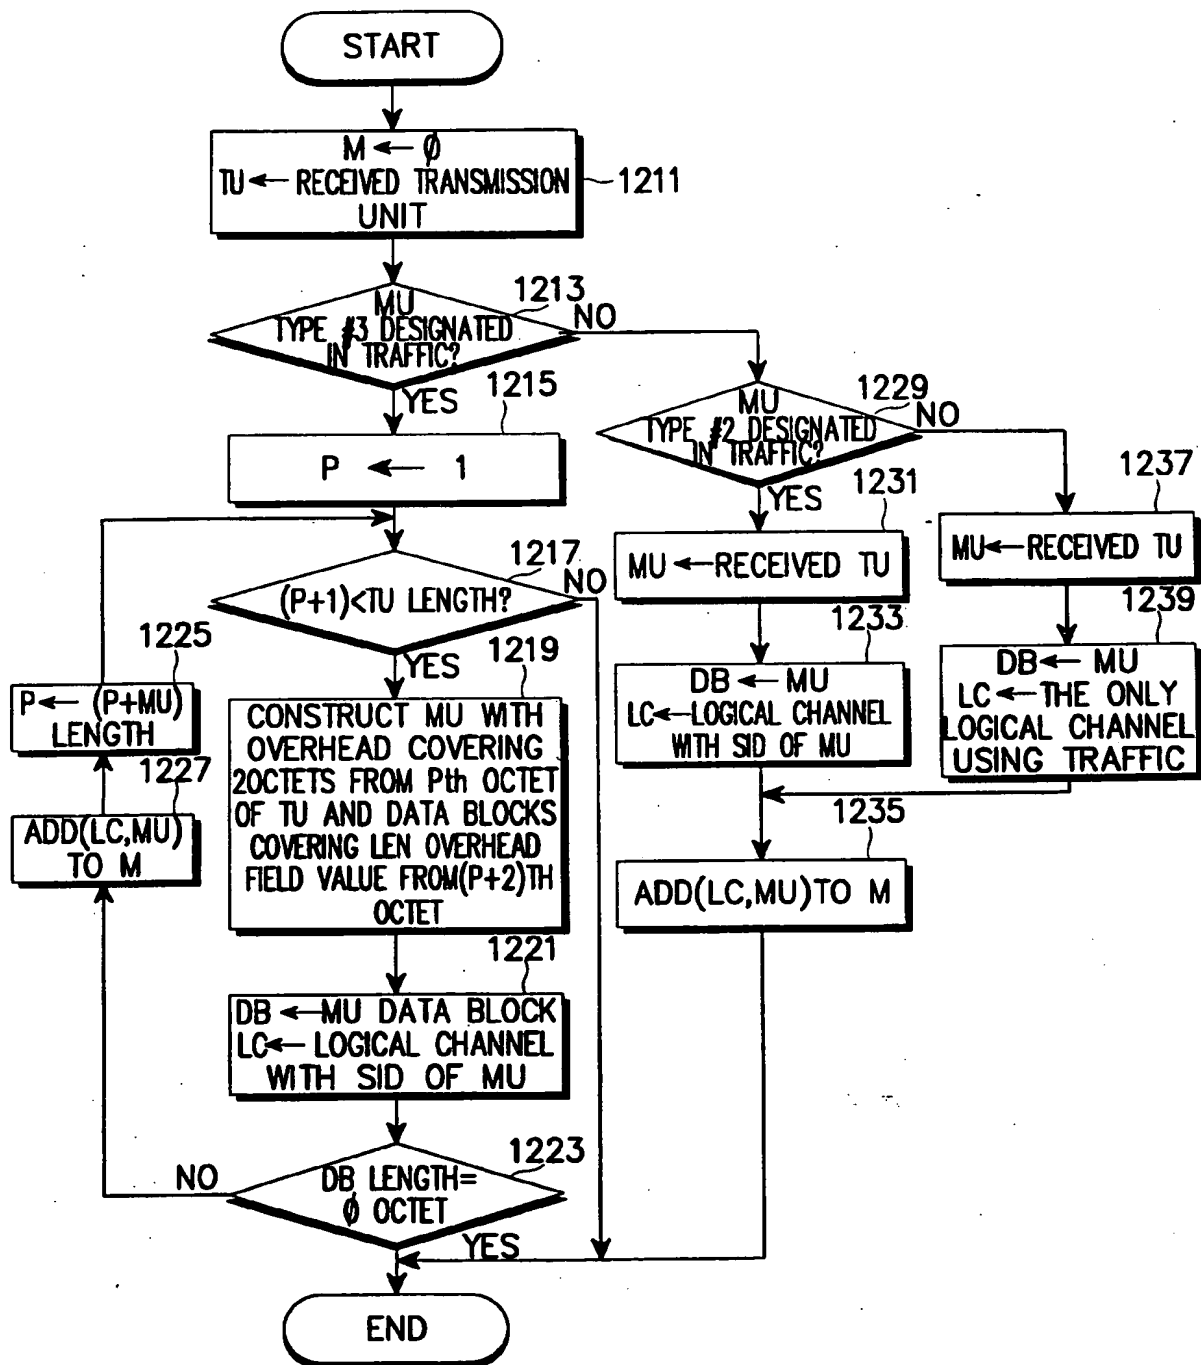 START
M ← ϕ
TU ← RECEIVED TRANSMISSION
UNIT
1211
1213
MU
TYPE #3 DESIGNATED
IN TRAFFIC?
NO
YES
1215
P ← 1
1229
MU
TYPE #2 DESIGNATED
IN TRAFFIC?
NO
YES
1217
(P+1)<TU LENGTH?
NO
YES
1231
MU ← RECEIVED TU
1237
MU ← RECEIVED TU
1233
DB ← MU
LC ← LOGICAL CHANNEL
WITH SID OF MU
1239
DB ← MU
LC ← THE ONLY
LOGICAL CHANNEL
USING TRAFFIC
1225
P ← (P+MU)
LENGTH
1227
ADD(LC,MU)
TO M
1219
CONSTRUCT MU WITH
OVERHEAD COVERING
2OCTETS FROM Pth OCTET
OF TU AND DATA BLOCKS
COVERING LEN OVERHEAD
FIELD VALUE FROM(P+2)TH
OCTET
1235
ADD(LC,MU)TO M
1221
DB ← MU DATA BLOCK
LC ← LOGICAL CHANNEL
WITH SID OF MU
1223
DB LENGTH=
ϕ OCTET
NO
YES
END